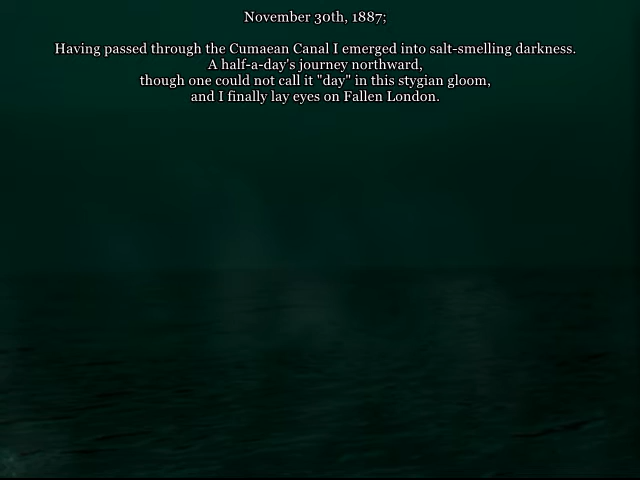 November 30th, 1887;
Having passed through the Cumaean Canal I emerged into salt-smelling darkness.
A half-a-day's journey northward,
though one could not call it "day" in this stygian gloom,
and I finally lay eyes on Fallen London.